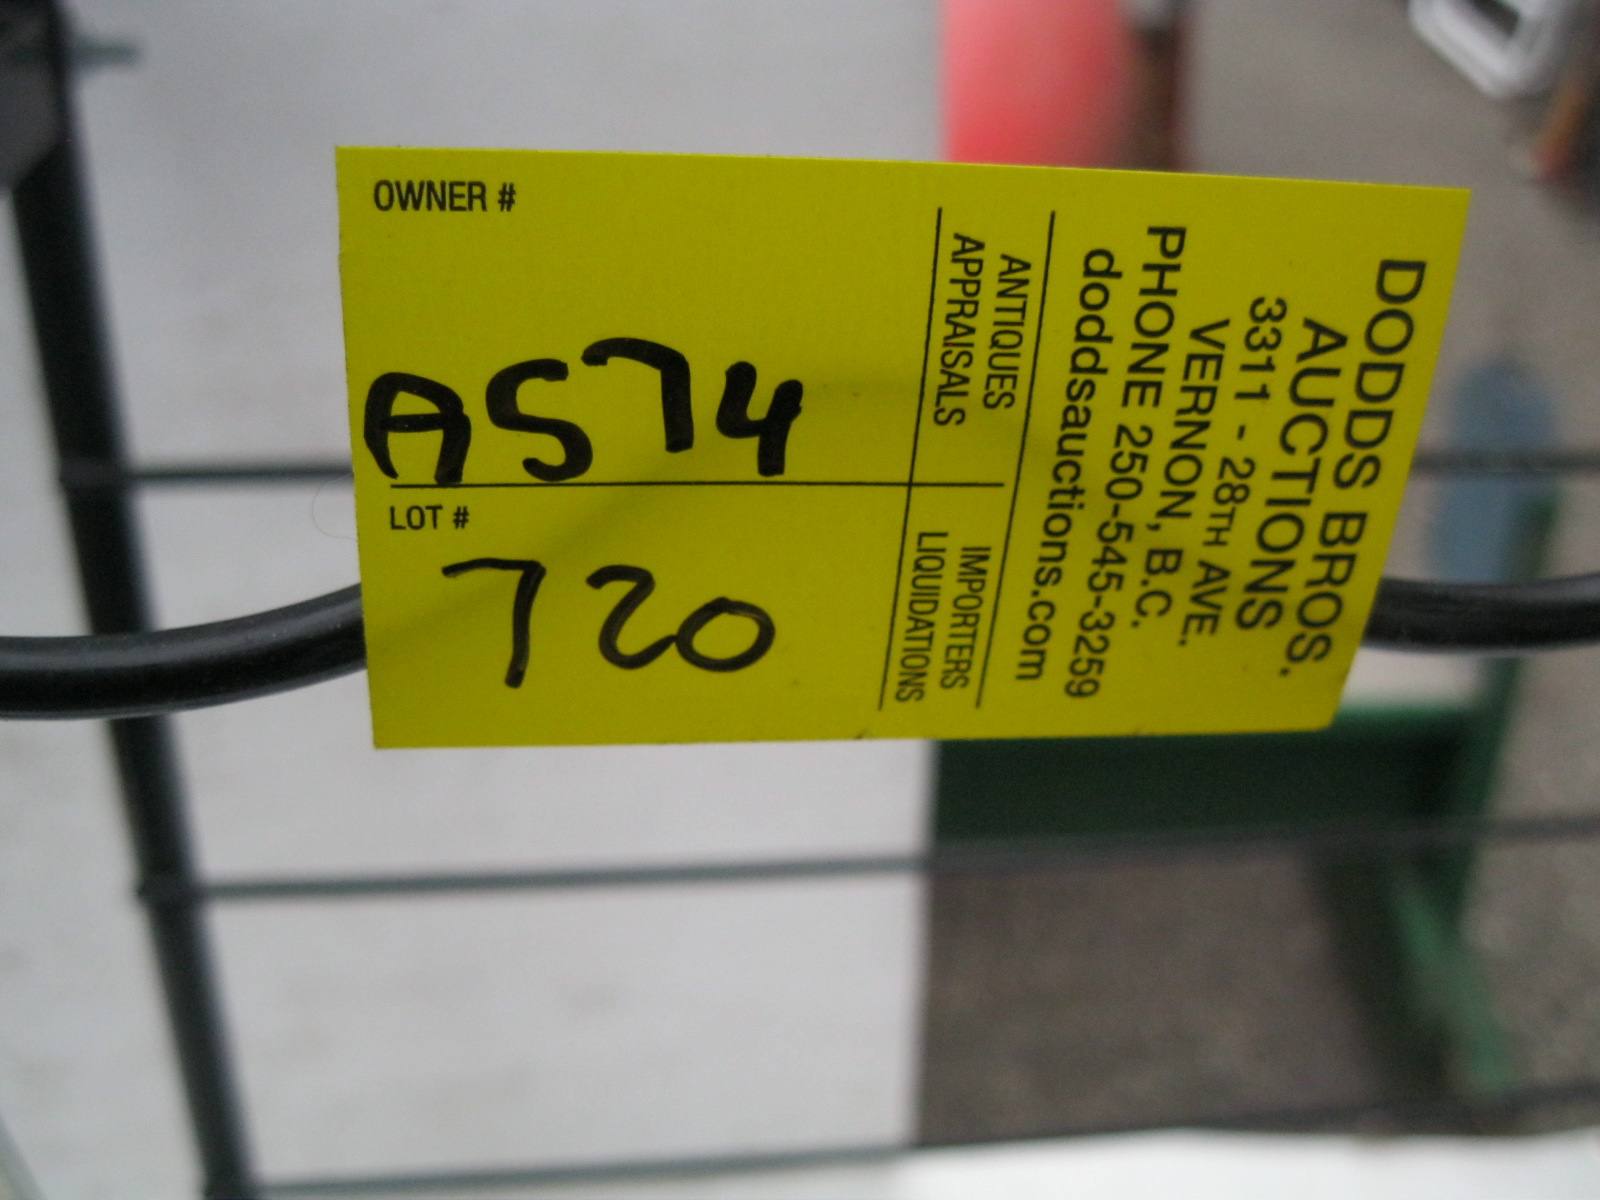 DODDS BROS.
AUCTIONS
3311 - 28TH AVE.
VERNON, B.C.
PHONE 250-545-3259
doddsauctions.com
ANTIQUES
APPRAISALS
IMPORTERS
LIQUIDATIONS
OWNER #
A574
LOT #
720